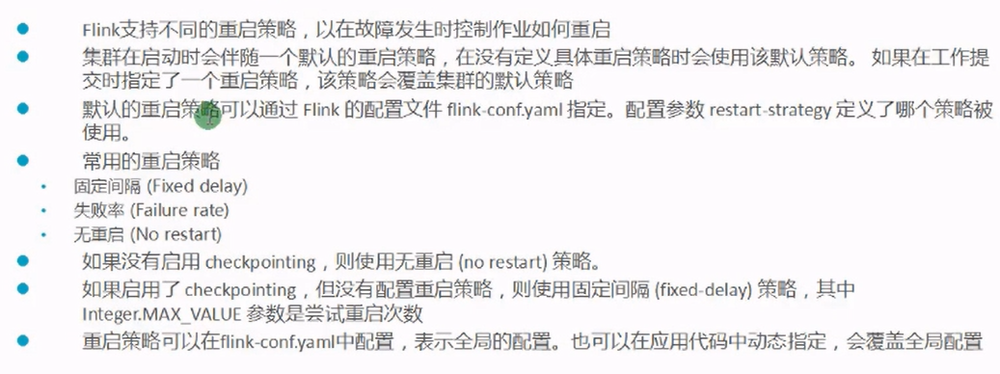 Flink支持不同的重启策略，以在故障发生时控制作业如何重启
集群在启动时会伴随一个默认的重启策略，在没有定义具体重启策略时会使用该默认策略。 如果在工作提
交时指定了一个重启策略，该策略会覆盖集群的默认策略
默认的重启策略可以通过 Flink 的配置文件 flink-conf.yaml 指定。配置参数 restart-strategy 定义了哪个策略被
使用。
常用的重启策略
固定间隔 (Fixed delay)
失败率 (Failure rate)
无重启 (No restart)
如果没有启用 checkpointing，则使用无重启 (no restart) 策略。
如果启用了 checkpointing，但没有配置重启策略，则使用固定间隔 (fixed-delay) 策略，其中
Integer.MAX_VALUE 参数是尝试重启次数
重启策略可以在flink-conf.yaml中配置，表示全局的配置。也可以在应用代码中动态指定，会覆盖全局配置